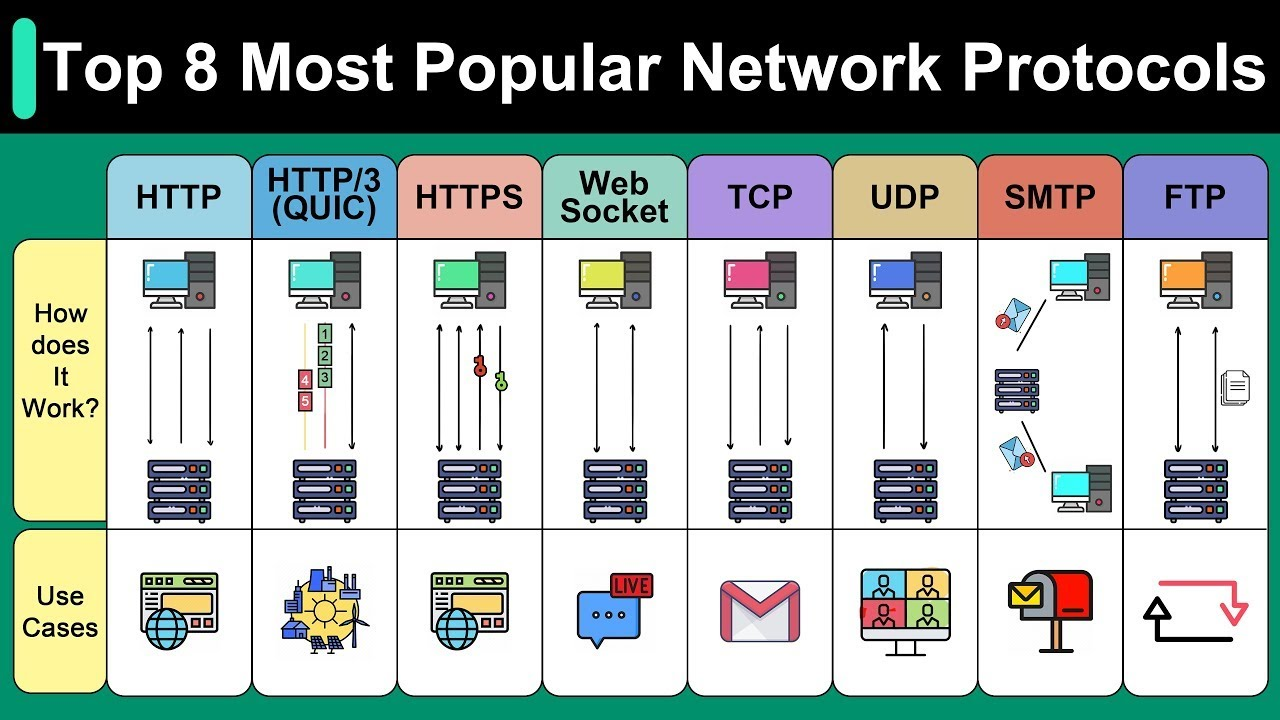 Top 8 Most Popular Network Protocols
HTTP
HTTP/3
(QUIC)
HTTPS
Web
Socket
TCP
UDP
SMTP
FTP
How
does
It
Work?
1
2
3
4
5
Use
Cases
LIVE